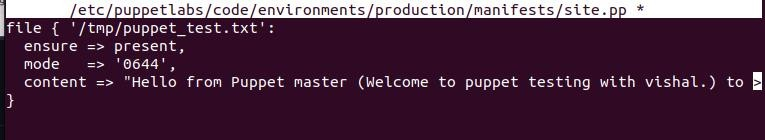 /etc/puppetlabs/code/environments/production/manifests/site.pp *
file { '/tmp/puppet_test.txt':
  ensure => present,
  mode   => '0644',
  content => "Hello from Puppet master (Welcome to puppet testing with vishal.) to >
}